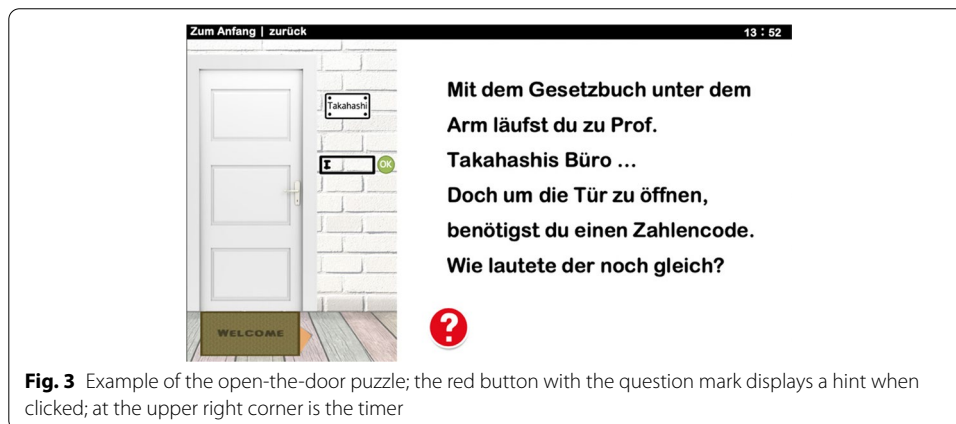 Zum Anfang | zurück
13 : 52
Takahashi
I
OK
WELCOME
Mit dem Gesetzbuch unter dem
Arm läufst du zu Prof.
Takahashis Büro ...
Doch um die Tür zu öffnen,
benötigst du einen Zahlencode.
Wie lautete der noch gleich?
?
Fig. 3 Example of the open-the-door puzzle; the red button with the question mark displays a hint when
clicked; at the upper right corner is the timer